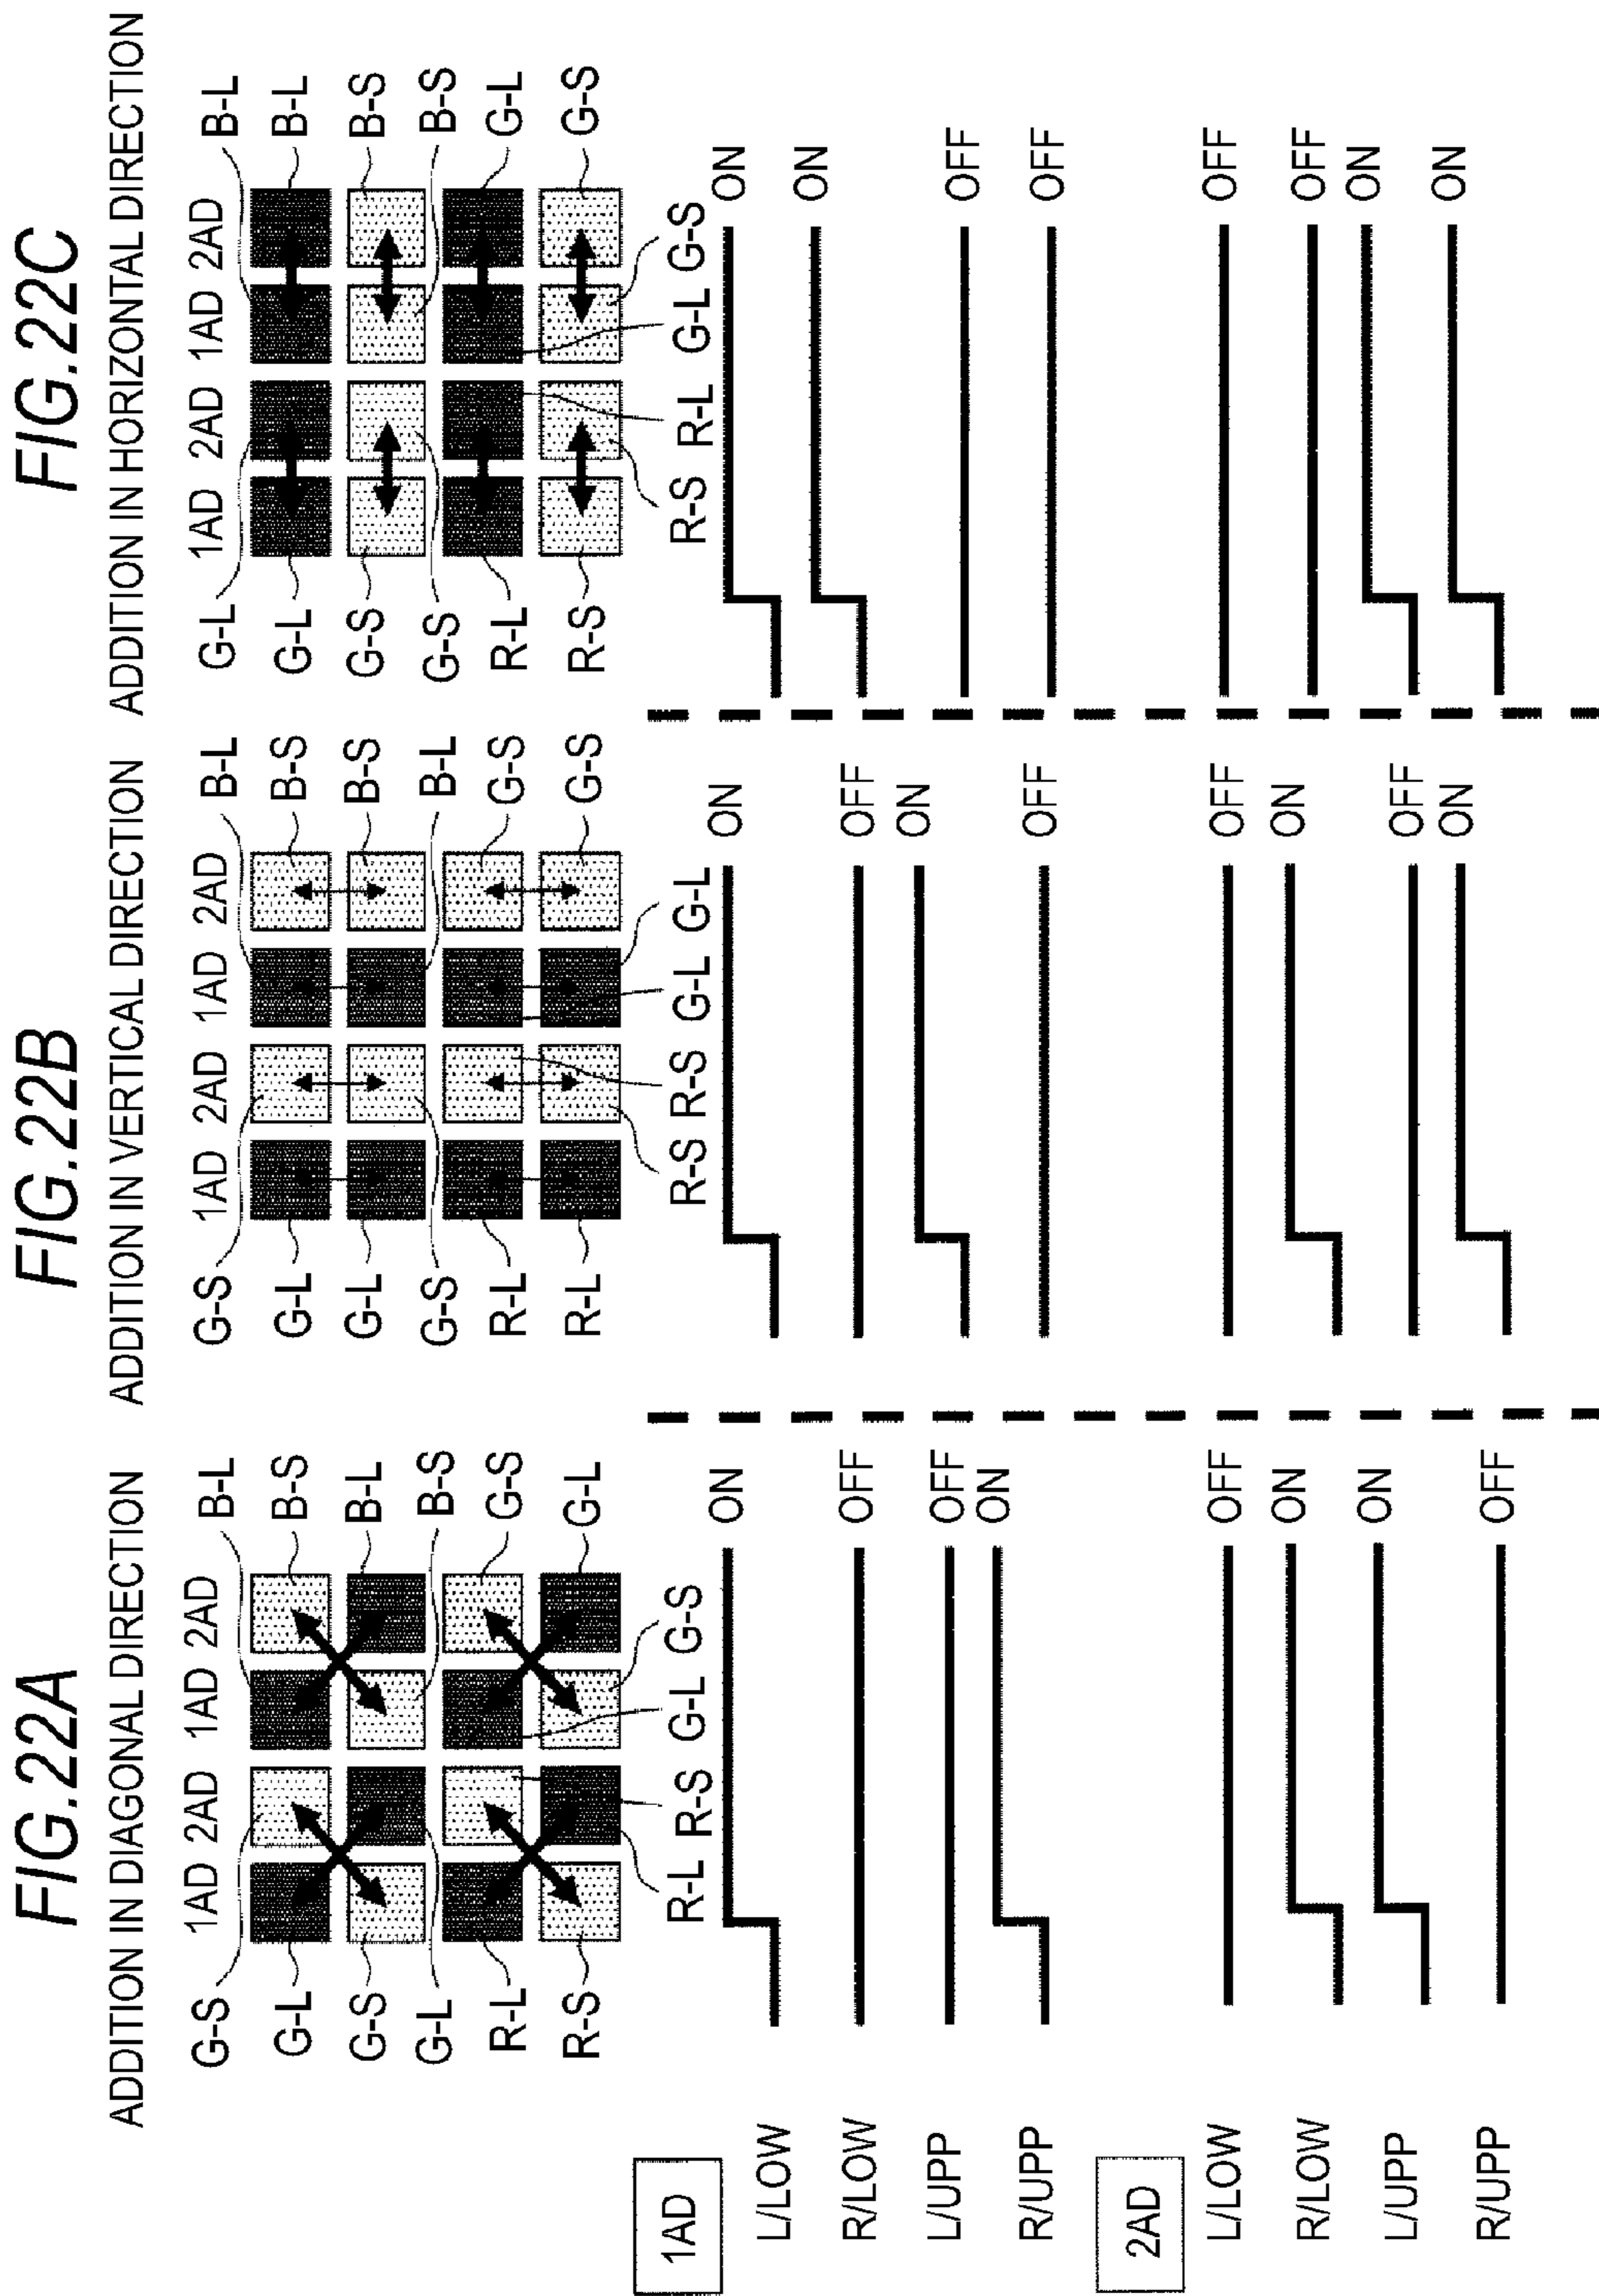 FIG.22A
ADDITION IN DIAGONAL DIRECTION
1AD 2AD 1AD 2AD
G-S
G-L
G-S
G-L
R-L
R-S
B-L
B-S
B-L
B-S
G-S
G-L
R-L R-S G-L G-S
FIG.22B
ADDITION IN VERTICAL DIRECTION
1AD 2AD 1AD 2AD
G-S
G-L
G-L
G-S
R-L
R-L
B-L
B-S
B-S
B-L
G-S
G-S
R-S R-S G-L G-L
FIG.22C
ADDITION IN HORIZONTAL DIRECTION
1AD 2AD 1AD 2AD
G-L
G-L
G-S
G-S
R-L
R-S
B-L
B-L
B-S
B-S
G-L
G-S
R-S R-L G-L G-S
1AD
L/LOW ON ON ON
R/LOW OFF OFF ON
L/UPP OFF ON OFF
R/UPP ON OFF OFF
2AD
L/LOW OFF OFF OFF
R/LOW ON ON OFF
L/UPP ON OFF ON
R/UPP OFF ON ON